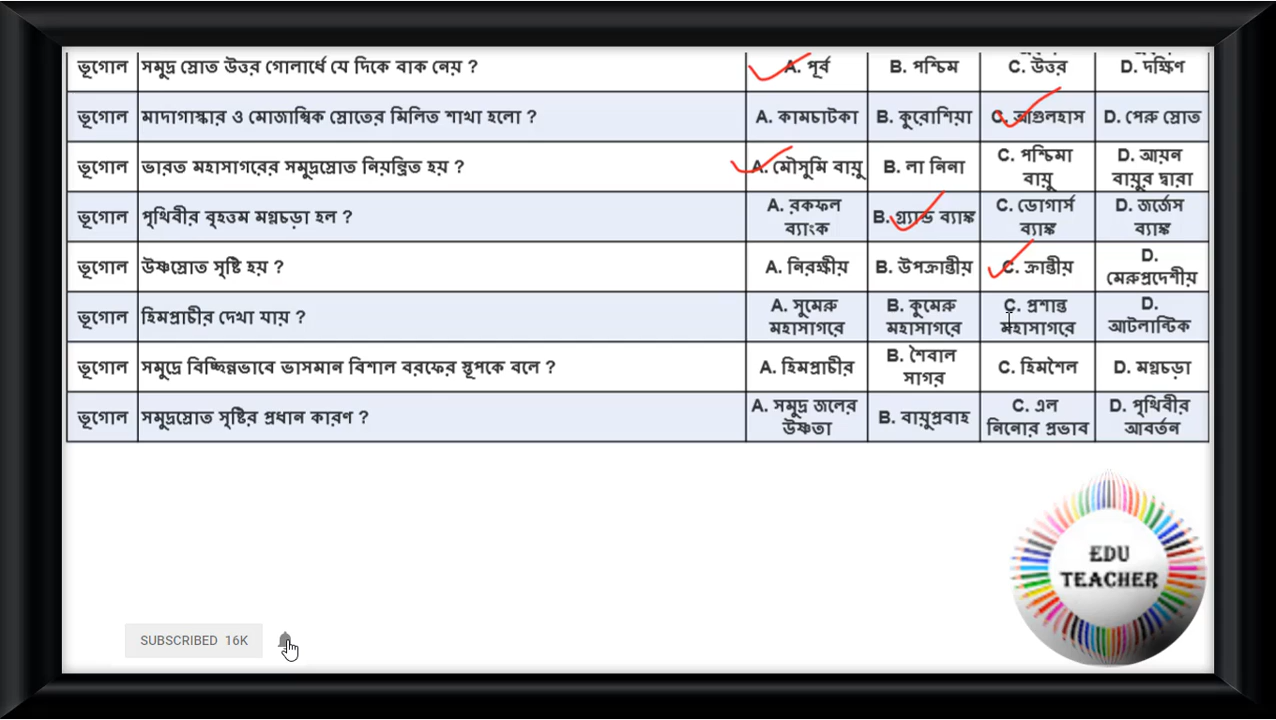 ভূগোল সমুদ্র স্রোত উত্তর গোলার্ধে যে দিকে বাক নেয় ? A. পূর্ব B. পশ্চিম C. উত্তর D. দক্ষিণ
ভূগোল মাদাগাস্কার ও মোজাম্বিক স্রোতের মিলিত শাখা হলো ? A. কামচাটকা B. কুরোশিয়া C. আগুলহাস D. পেরু স্রোত
ভূগোল ভারত মহাসাগরের সমুদ্রস্রোত নিয়ন্ত্রিত হয় ? A. মৌসুমি বায়ু B. লা নিনা C. পশ্চিমা বায়ু D. আয়ন বায়ুর দ্বারা
ভূগোল পৃথিবীর বৃহত্তম মগ্নচড়া হল ? A. রকফল ব্যাংক B. গ্র্যান্ড ব্যাঙ্ক C. ডোগার্স ব্যাঙ্ক D. জর্জেস ব্যাঙ্ক
ভূগোল উষ্ণস্রোত সৃষ্টি হয় ? A. নিরক্ষীয় B. উপক্রান্তীয় C. ক্রান্তীয় D. মেরুপ্রদেশীয়
ভূগোল হিমপ্রাচীর দেখা যায় ? A. সুমেরু মহাসাগরে B. কুমেরু মহাসাগরে C. প্রশান্ত মহাসাগরে D. আটলান্টিক
ভূগোল সমুদ্রে বিচ্ছিন্নভাবে ভাসমান বিশাল বরফের স্তূপকে বলে ? A. হিমপ্রাচীর B. শৈবাল সাগর C. হিমশৈল D. মগ্নচড়া
ভূগোল সমুদ্রস্রোত সৃষ্টির প্রধান কারণ ? A. সমুদ্র জলের উষ্ণতা B. বায়ুপ্রবাহ C. এল নিনোর প্রভাব D. পৃথিবীর আবর্তন
EDU
TEACHER
SUBSCRIBED 16K